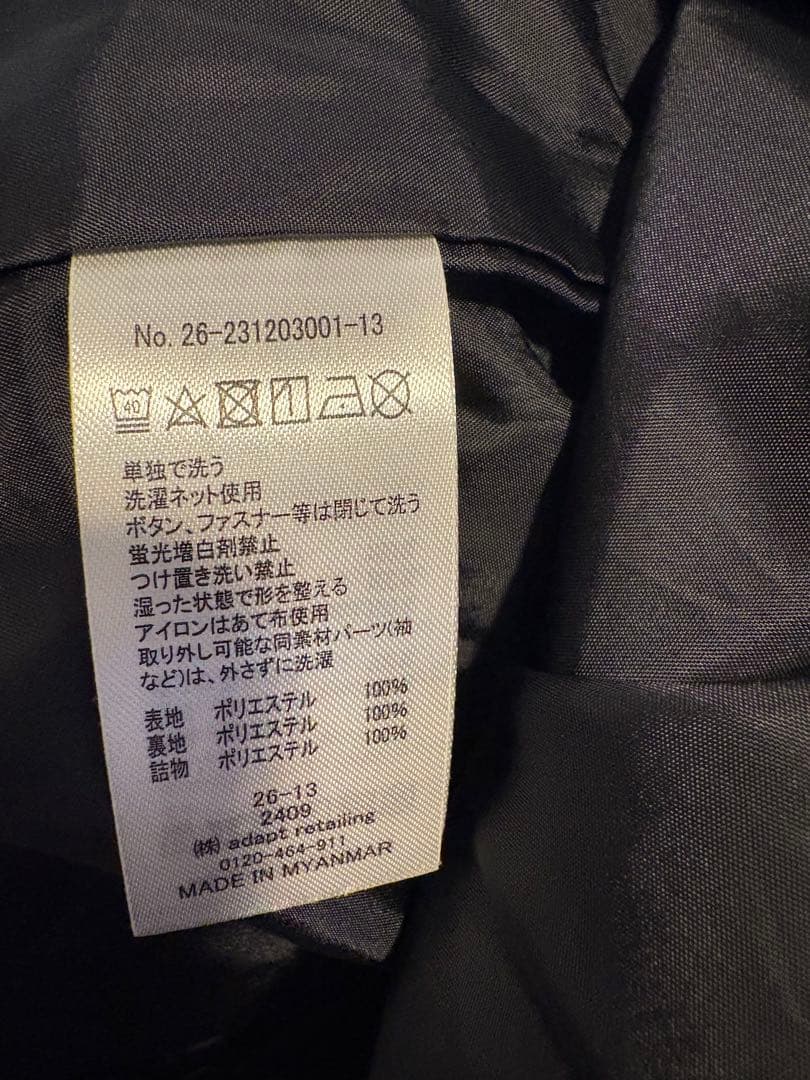 No. 26-231203001-13
40
単独で洗う
洗濯ネット使用
ボタン、ファスナー等は閉じて洗う
蛍光増白剤禁止
つけ置き洗い禁止
湿った状態で形を整える
アイロンはあて布使用
取り外し可能な同素材パーツ(袖
など)は、外さずに洗濯
表地 ポリエステル 100%
裏地 ポリエステル 100%
詰物 ポリエステル 100%
26-13
2409
(株) adapt retailing
0120-464-911
MADE IN MYANMAR